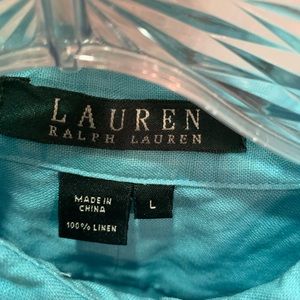 LAUREN
RALPH LAUREN
MADE IN
CHINA
100% LINEN
L